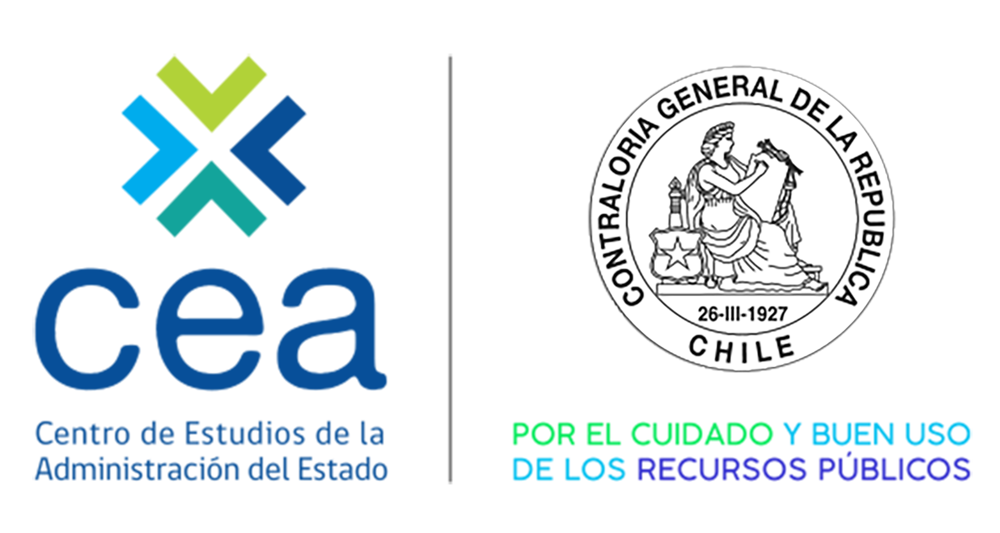 cea
Centro de Estudios de la
Administración del Estado
CONTRALORIA GENERAL DE LA REPUBLICA
26-III-1927
CHILE
POR EL CUIDADO Y BUEN USO
DE LOS RECURSOS PÚBLICOS